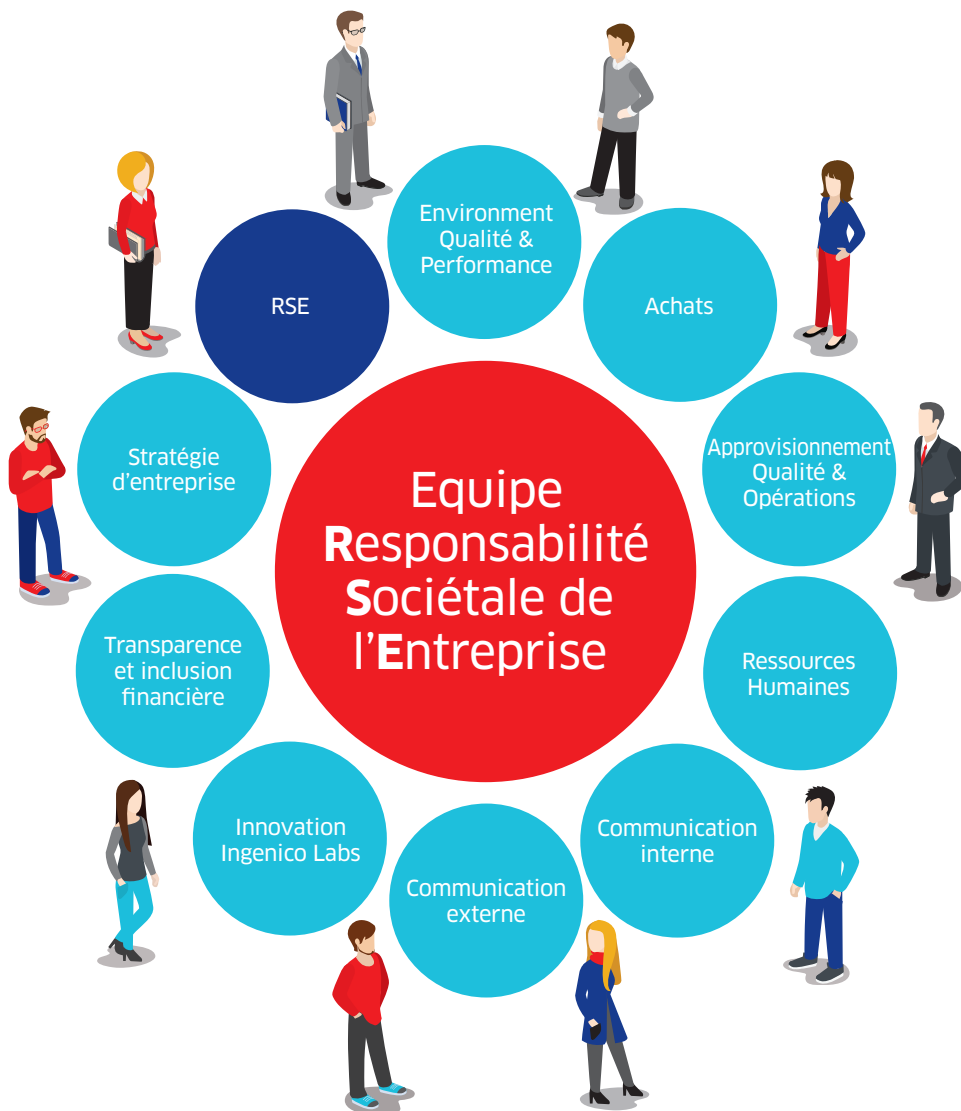 Environment
Qualité &
Performance
RSE
Achats
Stratégie
d'entreprise
Approvisionnement
Qualité &
Opérations
Equipe
Responsabilité
Sociétale de
l'Entreprise
Transparence
et inclusion
financière
Ressources
Humaines
Innovation
Ingenico Labs
Communication
interne
Communication
externe